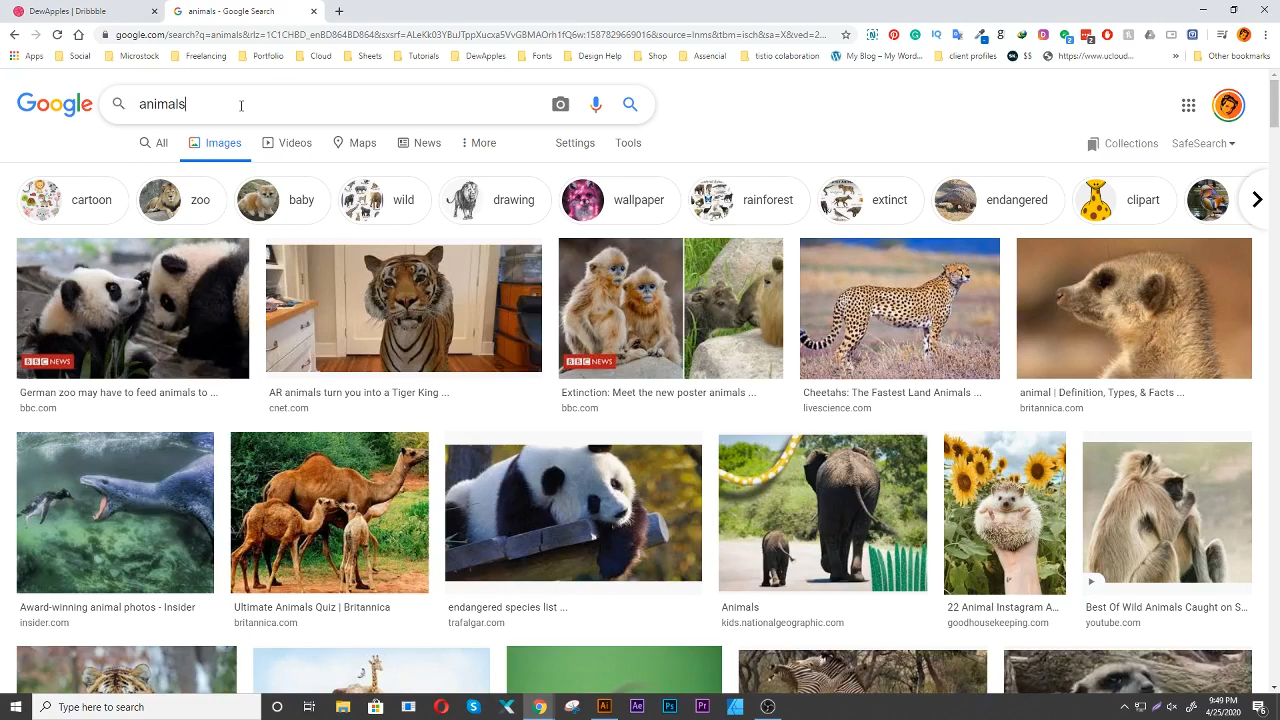 DewApples | Dribbble
animals - Google Search
google.com/search?q=animals&rlz=1C1CHBD_enBD864BD864&sxsrf=ALeKk03YBuJTppXucxa5VvGBMAOrh1fQ6w:1587829669016&source=lnms&tbm=isch&sa=X&ved=2...
Apps
Social
Microstock
Freelancing
Portfolio
Cloud
Stock
Tutorials
DewApples
Fonts
Design Help
Shop
Assencial
tistio collaboration
My Blog — My Word...
client profiles
$$
https://www.ucloud...
Other bookmarks
Google
animals
All
Images
Videos
Maps
News
More
Settings
Tools
Collections
SafeSearch
cartoon
zoo
baby
wild
drawing
wallpaper
rainforest
extinct
endangered
clipart
BBC NEWS
BBC NEWS
German zoo may have to feed animals to ...
bbc.com
AR animals turn you into a Tiger King ...
cnet.com
Extinction: Meet the new poster animals ...
bbc.com
Cheetahs: The Fastest Land Animals ...
livescience.com
animal | Definition, Types, & Facts ...
britannica.com
Award-winning animal photos - Insider
insider.com
Ultimate Animals Quiz | Britannica
britannica.com
endangered species list ...
trafalgar.com
Animals
kids.nationalgeographic.com
22 Animal Instagram A...
goodhousekeeping.com
Best Of Wild Animals Caught on S...
youtube.com
Type here to search
Ai
Ae
Ps
Pr
9:49 PM
4/25/2020